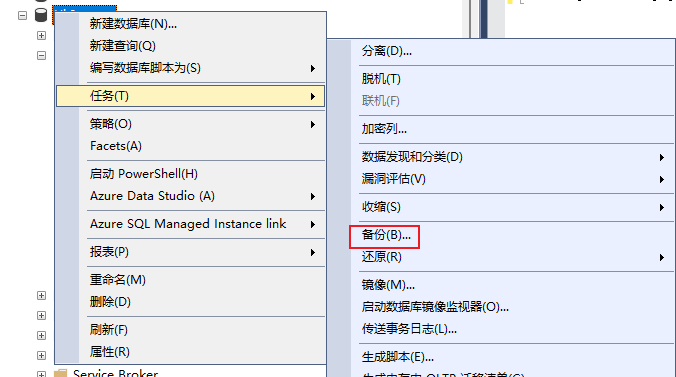 新建数据库(N)...
新建查询(Q)
编写数据库脚本为(S)
任务(T)
策略(O)
Facets(A)
启动 PowerShell(H)
Azure Data Studio (A)
Azure SQL Managed Instance link
报表(P)
重命名(M)
删除(D)
刷新(F)
属性(R)
Service Broker
分离(D)...
脱机(T)
联机(F)
加密列...
数据发现和分类(D)
漏洞评估(V)
收缩(S)
备份(B)...
还原(R)
镜像(M)...
启动数据库镜像监视器(O)...
传送事务日志(L)...
生成脚本(E)...